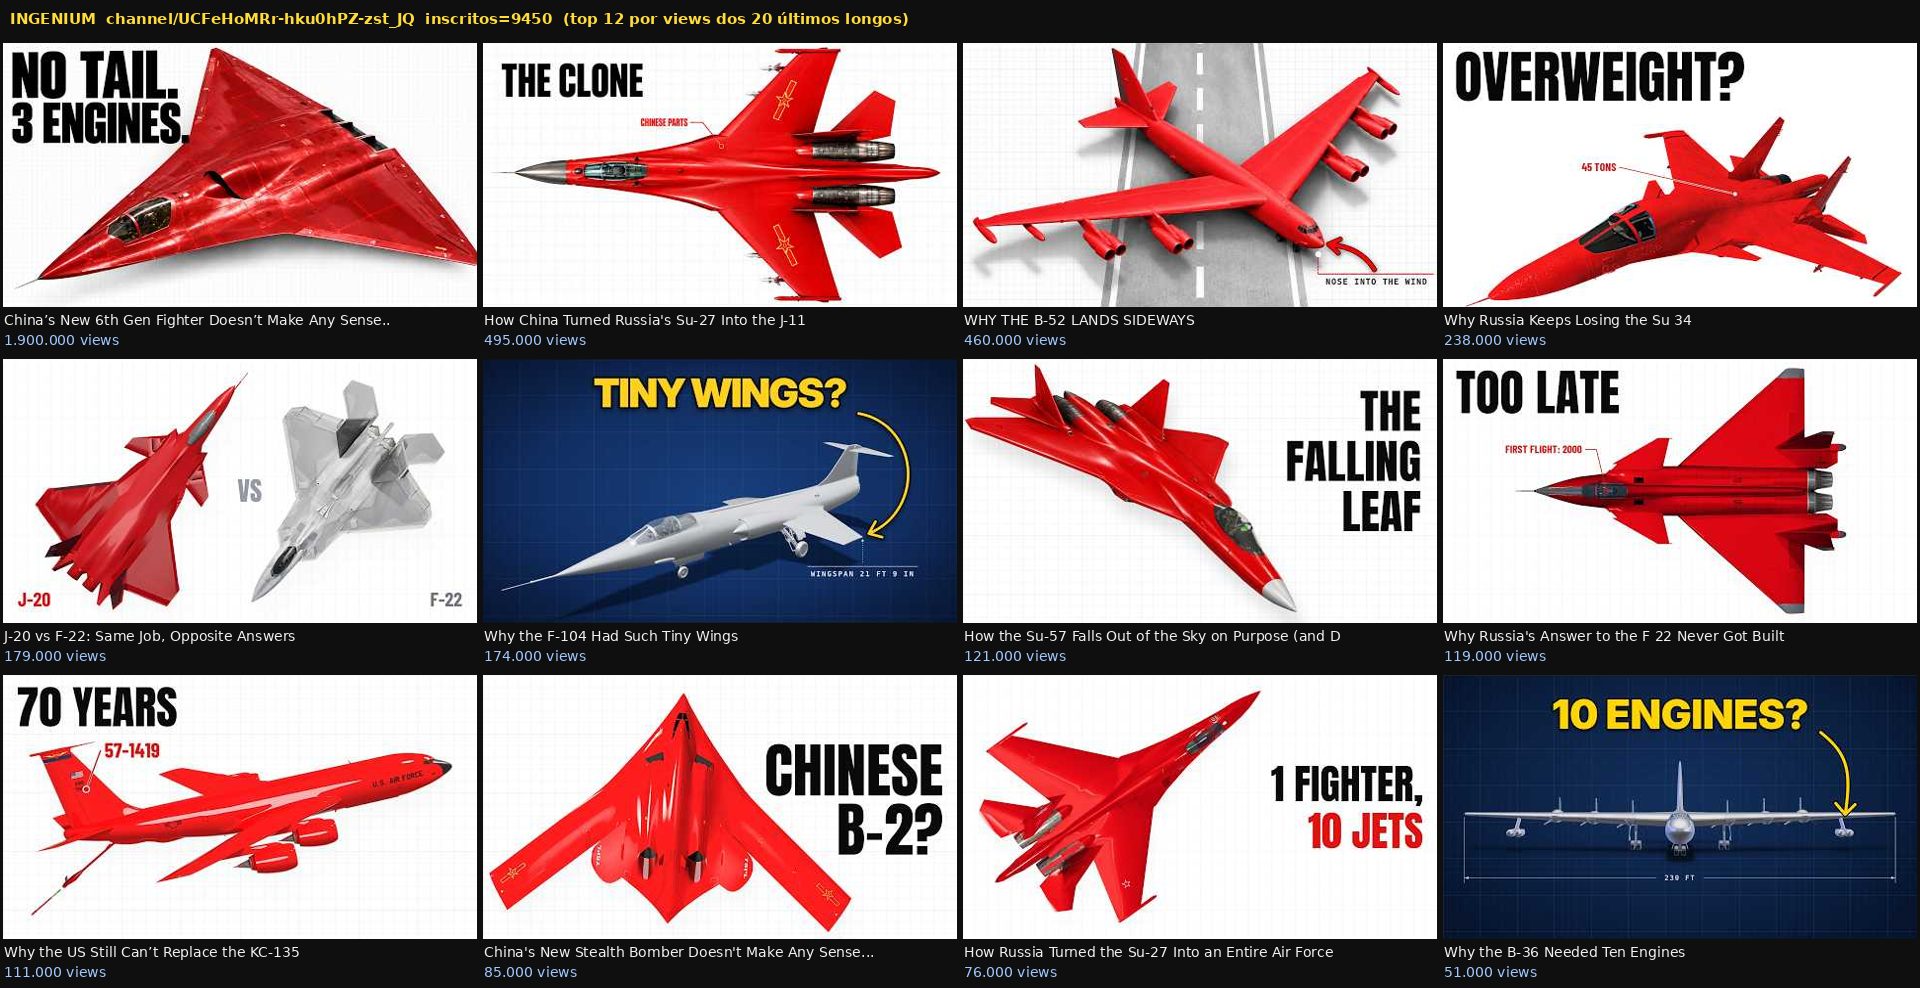 INGENIUM channel/UCFeHoMRr-hku0hPZ-zst_JQ inscritos=9450 (top 12 por views dos 20 últimos longos)
NO TAIL.
3 ENGINES.
China’s New 6th Gen Fighter Doesn’t Make Any Sense..
1.900.000 views
THE CLONE
CHINESE PARTS
How China Turned Russia's Su-27 Into the J-11
495.000 views
NOSE INTO THE WIND
WHY THE B-52 LANDS SIDEWAYS
460.000 views
OVERWEIGHT?
45 TONS
Why Russia Keeps Losing the Su 34
238.000 views
VS
J-20
F-22
J-20 vs F-22: Same Job, Opposite Answers
179.000 views
TINY WINGS?
WINGSPAN 21 FT 9 IN
Why the F-104 Had Such Tiny Wings
174.000 views
THE
FALLING
LEAF
How the Su-57 Falls Out of the Sky on Purpose (and D
121.000 views
TOO LATE
FIRST FLIGHT: 2000
Why Russia's Answer to the F 22 Never Got Built
119.000 views
70 YEARS
57-1419
U.S. AIR FORCE
Why the US Still Can’t Replace the KC-135
111.000 views
CHINESE
B-2?
China's New Stealth Bomber Doesn't Make Any Sense...
85.000 views
1 FIGHTER,
10 JETS
How Russia Turned the Su-27 Into an Entire Air Force
76.000 views
10 ENGINES?
230 FT
Why the B-36 Needed Ten Engines
51.000 views